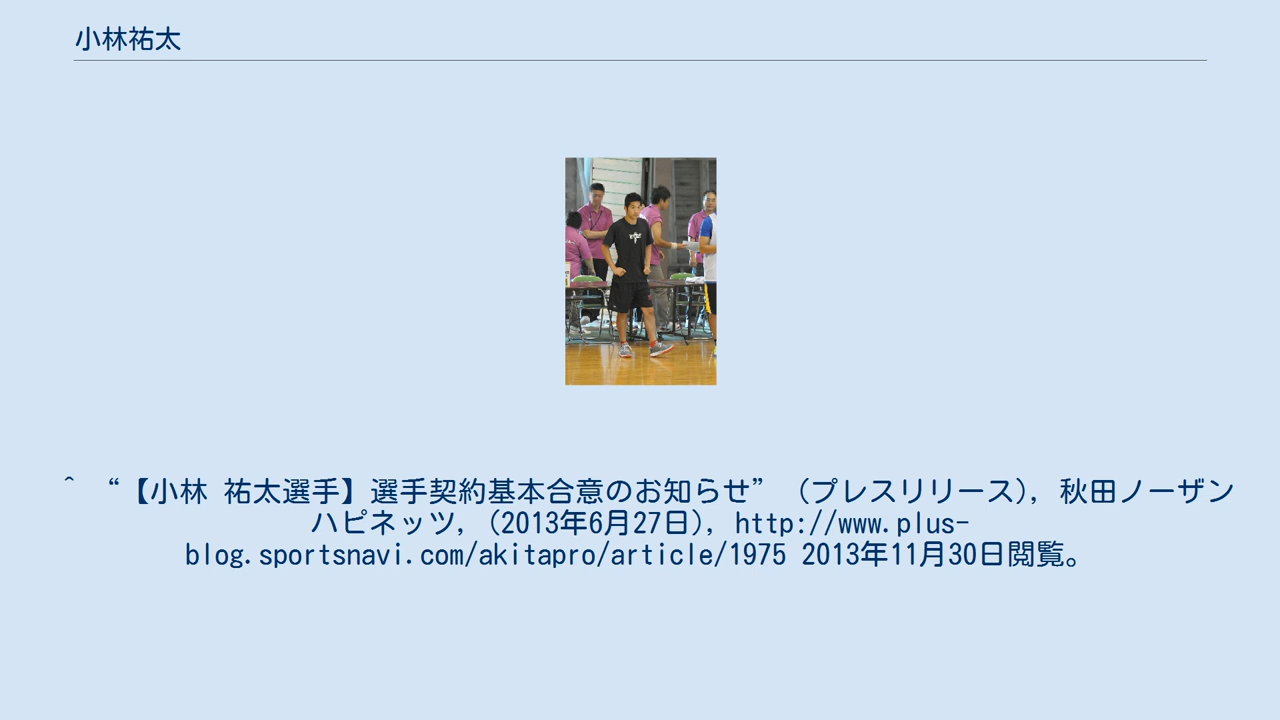 小林祐太
^ “【小林 祐太選手】選手契約基本合意のお知らせ” (プレスリリース), 秋田ノーザン
ハピネッツ, (2013年6月27日), http://www.plus-
blog.sportsnavi.com/akitapro/article/1975 2013年11月30日閲覧。